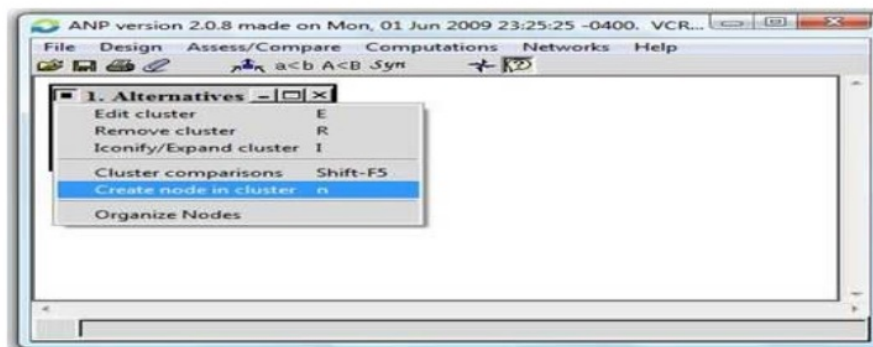 ANP version 2.0.8 made on Mon, 01 Jun 2009 23:25:25 -0400. VCR...
File Design Assess/Compare Computations Networks Help
a<b A<B Syn
1. Alternatives
Edit cluster E
Remove cluster R
Iconify/Expand cluster I
Cluster comparisons Shift-F5
Create node in cluster n
Organize Nodes